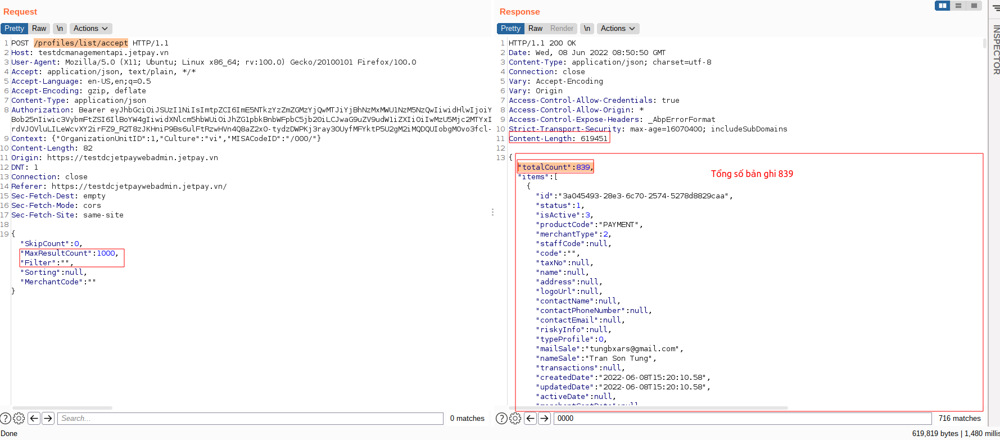 Request
Pretty Raw \n Actions
1 POST /profiles/list/accept HTTP/1.1
2 Host: testdcmanagementapi.jetpay.vn
3 User-Agent: Mozilla/5.0 (X11; Ubuntu; Linux x86_64; rv:100.0) Gecko/20100101 Firefox/100.0
4 Accept: application/json, text/plain, */*
5 Accept-Language: en-US,en;q=0.5
6 Accept-Encoding: gzip, deflate
7 Content-Type: application/json
8 Authorization: Bearer
9 Context: {"OrganizationUnitID":1,"Culture":"vi","MISACodeID":"/000/"}
10 Content-Length: 82
11 Origin: https://testdcjetpaywebadmin.jetpay.vn
12 DNT: 1
13 Connection: close
14 Referer: https://testdcjetpaywebadmin.jetpay.vn/
15 Sec-Fetch-Dest: empty
16 Sec-Fetch-Mode: cors
17 Sec-Fetch-Site: same-site
18
19 {
"SkipCount":0,
"MaxResultCount":1000,
"Filter":"",
"Sorting":null,
"MerchantCode":""
}
Search...
0 matches
Done
Response
Pretty Raw Render \n Actions
INSPECTOR
1 HTTP/1.1 200 OK
2 Date: Wed, 08 Jun 2022 08:50:50 GMT
3 Content-Type: application/json; charset=utf-8
4 Connection: close
5 Vary: Accept-Encoding
6 Vary: Origin
7 Access-Control-Allow-Credentials: true
8 Access-Control-Allow-Origin: *
9 Access-Control-Expose-Headers: _AbpErrorFormat
10 Strict-Transport-Security: max-age=16070400; includeSubDomains
11 Content-Length: 619451
12
13 {
"totalCount":839,
Tổng số bản ghi 839
"items":[
{
"id":"3a045493-28e3-6c70-2574-5278d8829caa",
"status":1,
"isActive":3,
"productCode":"PAYMENT",
"merchantType":2,
"staffCode":null,
"code":"",
"taxNo":null,
"name":null,
"address":null,
"logoUrl":null,
"contactName":null,
"contactPhoneNumber":null,
"contactEmail":null,
"riskyInfo":null,
"typeProfile":0,
"mailSale":"tungbxars@gmail.com",
"nameSale":"Tran Son Tung",
"transactions":null,
"createdDate":"2022-06-08T15:20:10.58",
"updatedDate":"2022-06-08T15:20:10.58",
"activeDate":null,
0000
716 matches
619,819 bytes | 1,480 millis